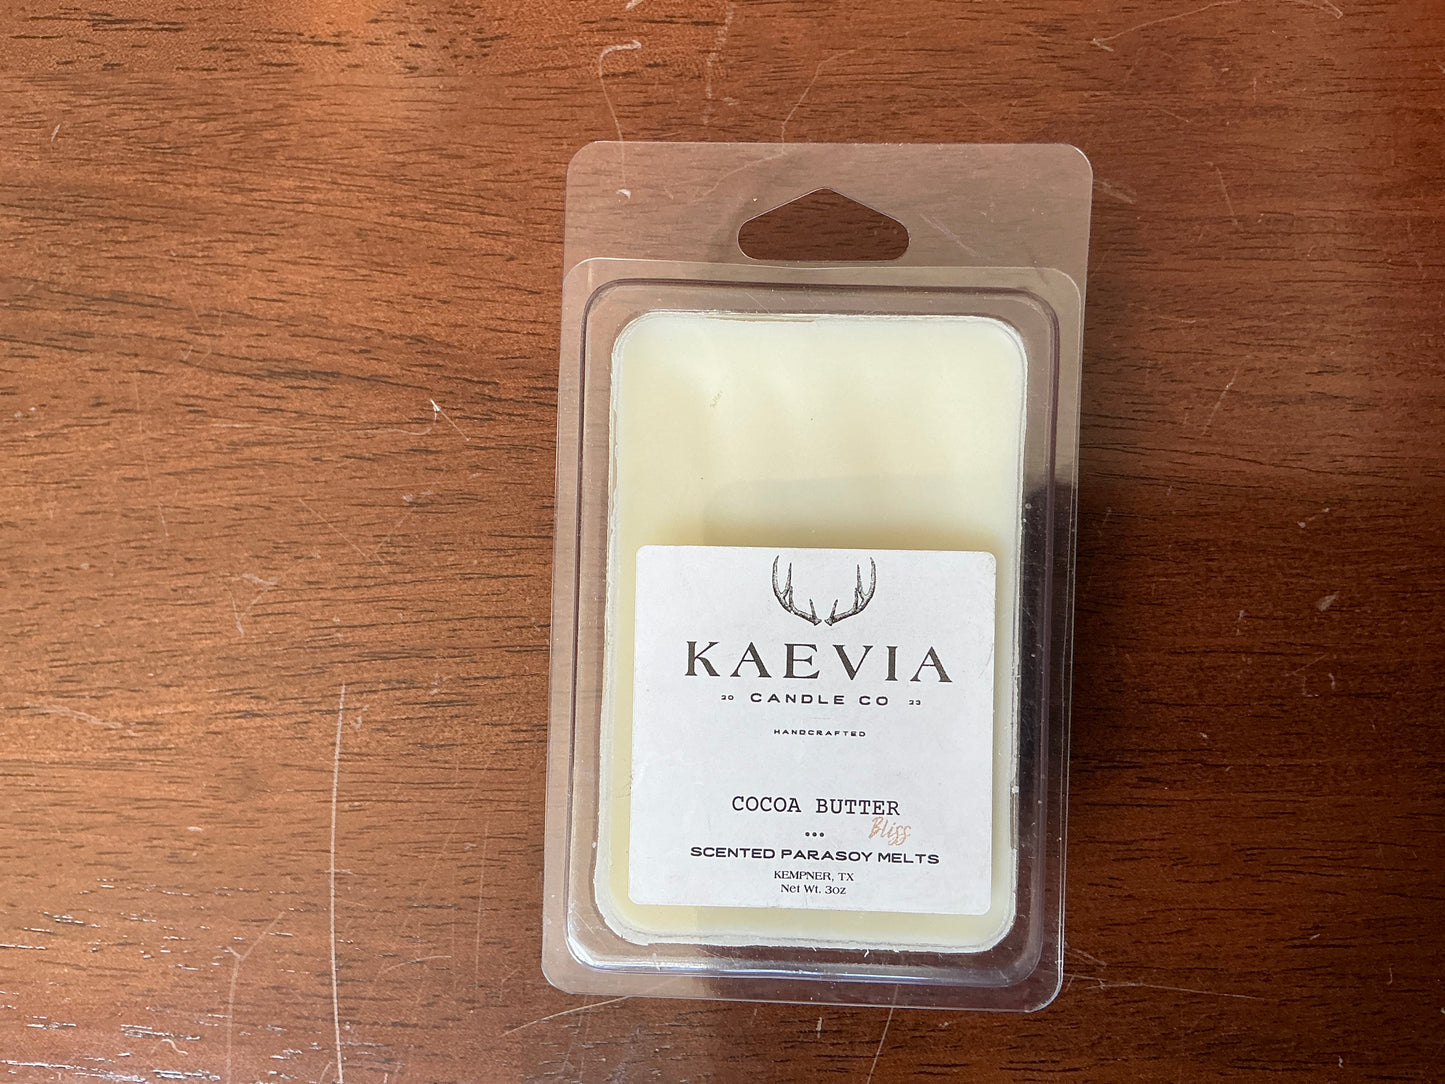 KAEVIA
20 CANDLE CO 23
HANDCRAFTED
COCOA BUTTER
Bliss
SCENTED PARASOY MELTS
KEMPNER, TX
Net Wt. 3oz